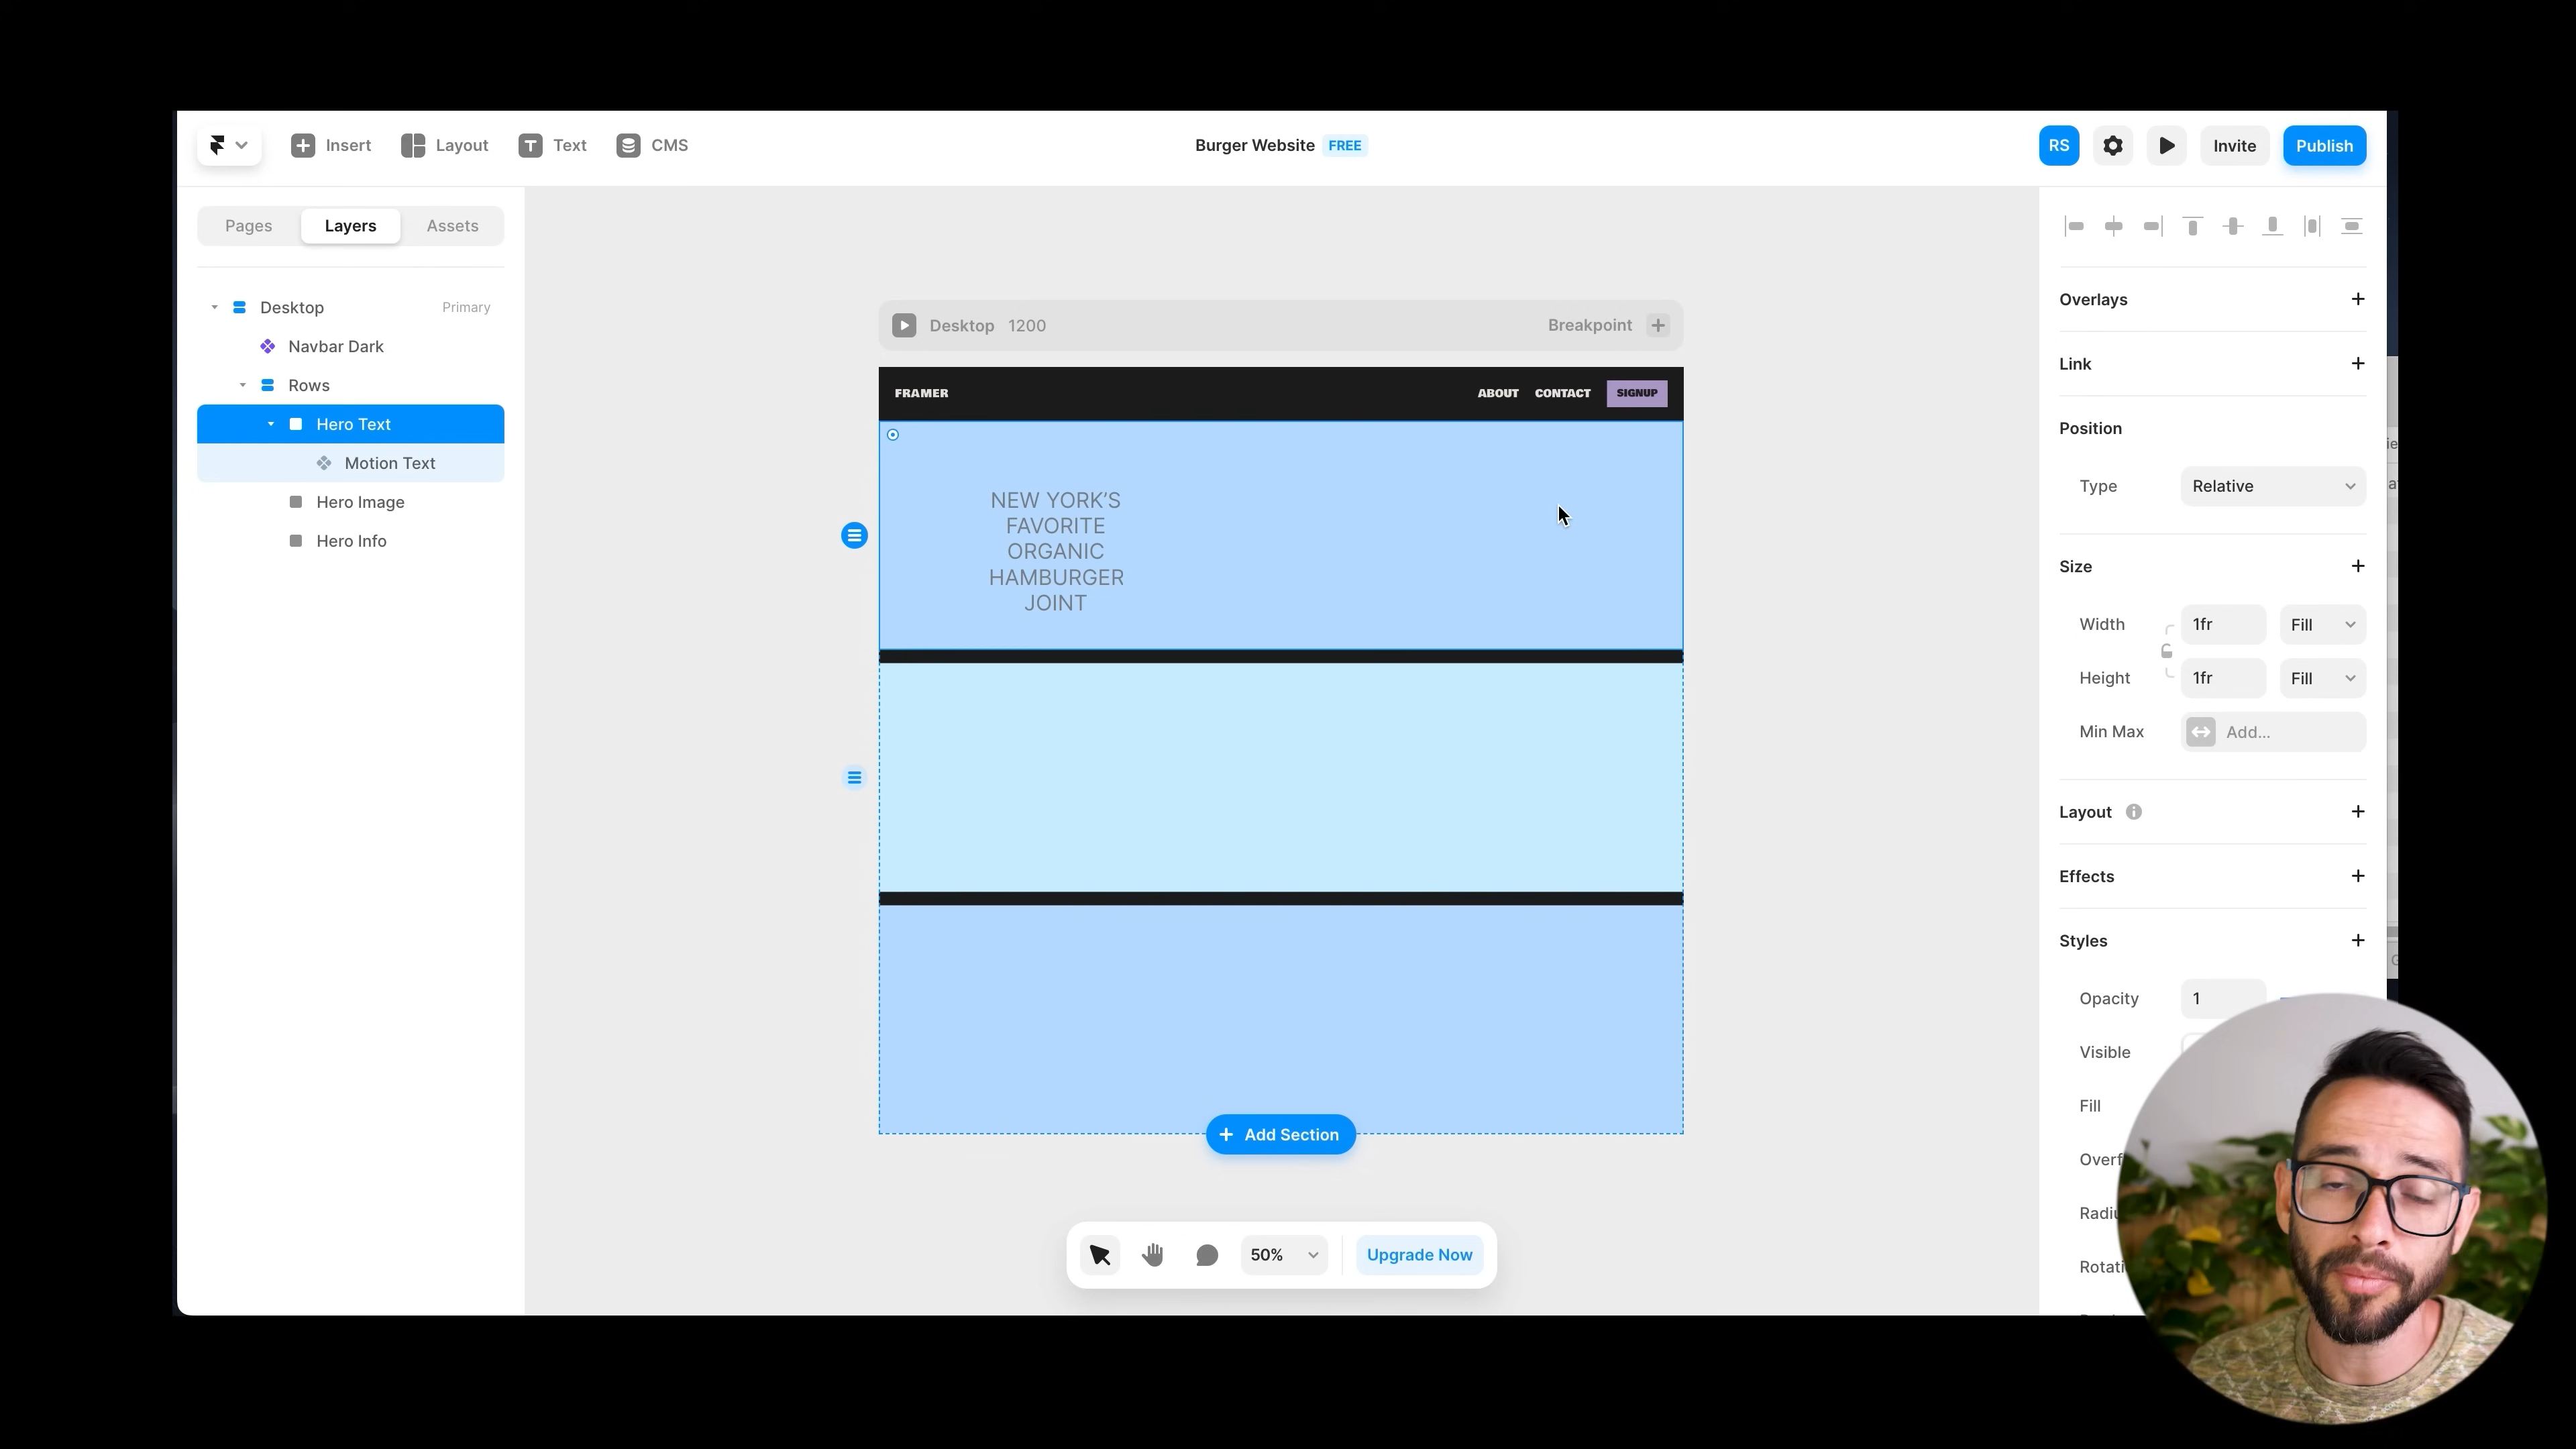 Insert
Layout
Text
CMS
Burger Website
FREE
RS
Invite
Publish
Pages
Layers
Assets
Desktop
Primary
Navbar Dark
Rows
Hero Text
Motion Text
Hero Image
Hero Info
Desktop 1200
Breakpoint
FRAMER
ABOUT
CONTACT
SIGNUP
NEW YORK’S
FAVORITE
ORGANIC
HAMBURGER
JOINT
Add Section
50%
Upgrade Now
Overlays
Link
Position
Type
Relative
Size
Width
1fr
Fill
Height
1fr
Fill
Min Max
Add...
Layout
Effects
Styles
Opacity
1
Visible
Fill